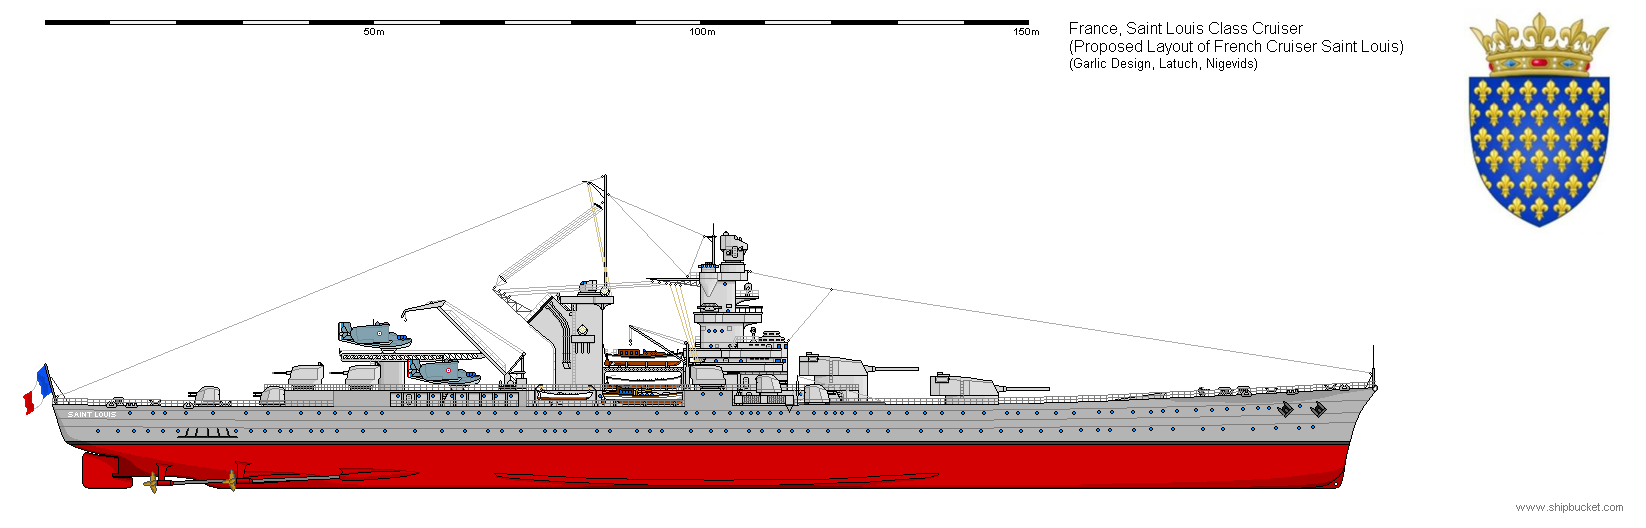 50m
100m
150m
France, Saint Louis Class Cruiser
(Proposed Layout of French Cruiser Saint Louis)
(Garlic Design, Latuch, Nigevids)
SAINT LOUIS
www.shipbucket.com